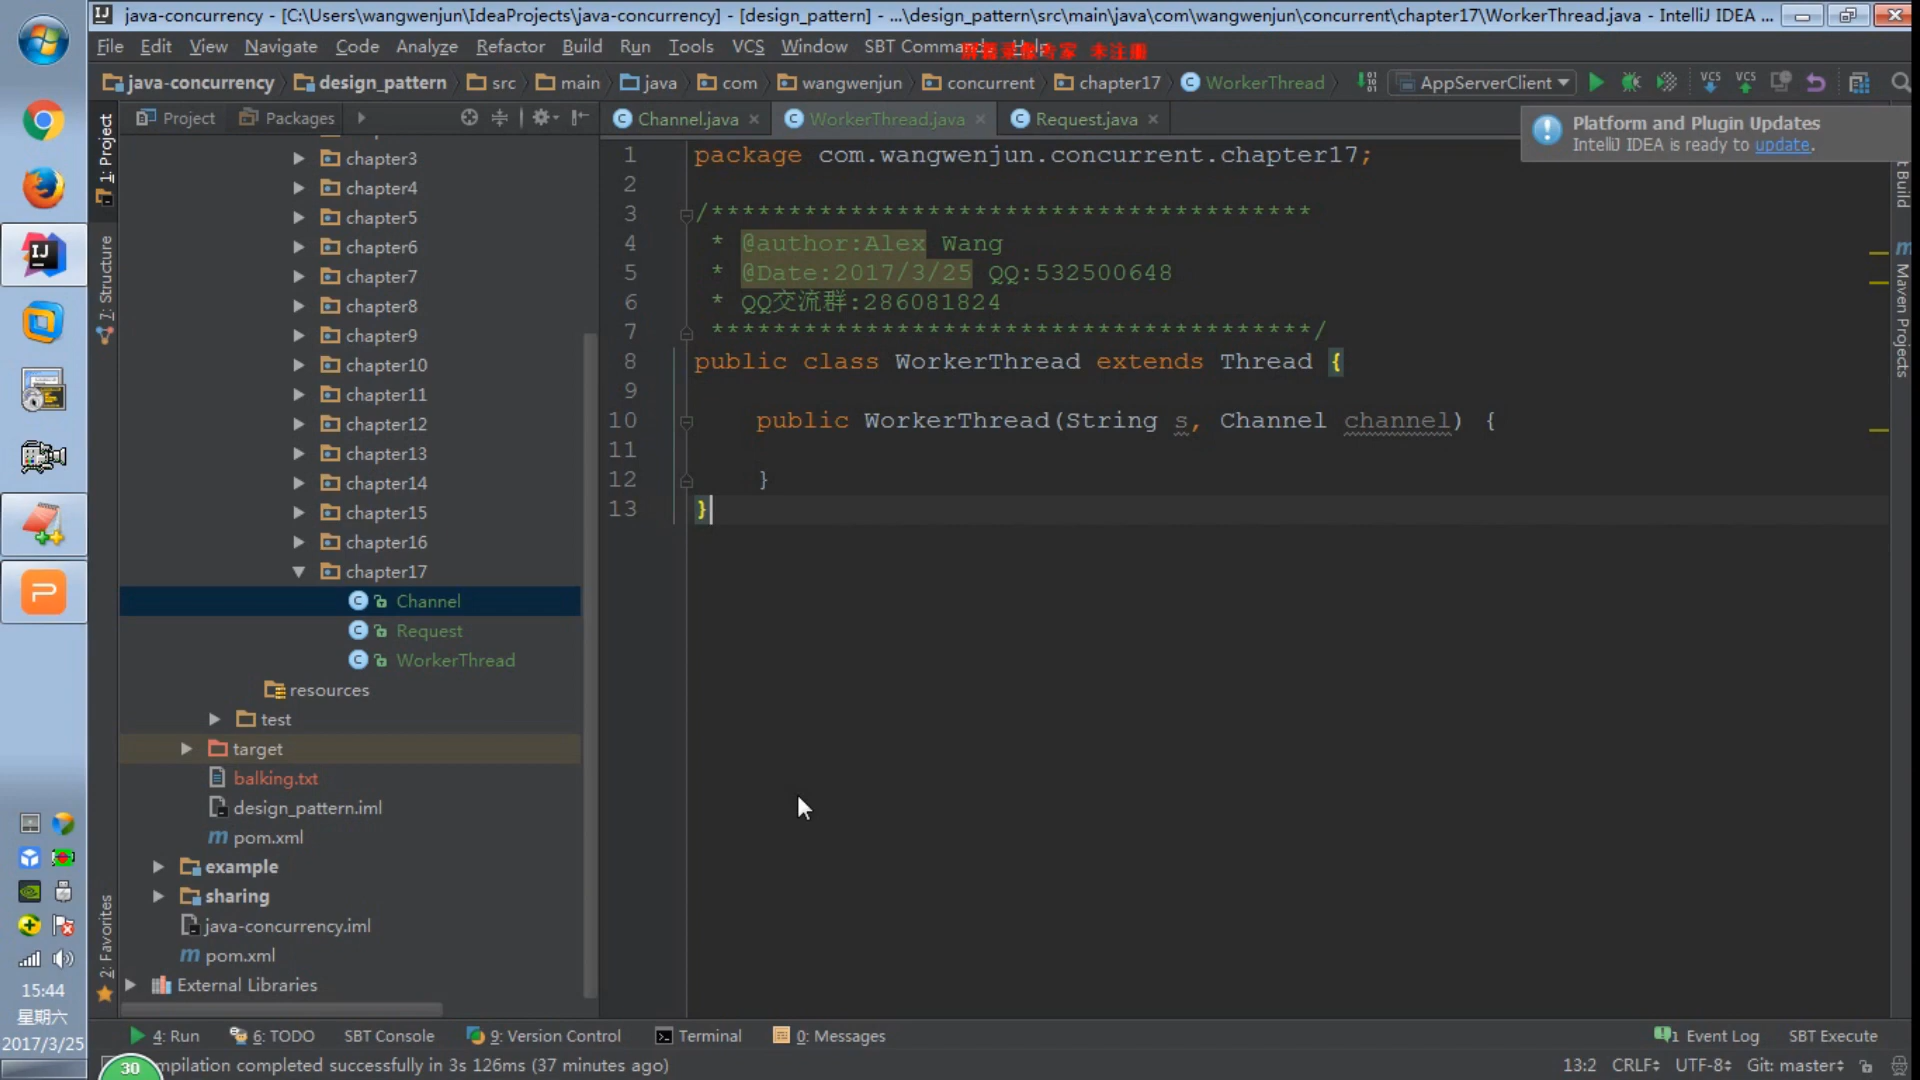 java-concurrency - [C:\Users\wangwenjun\IdeaProjects\java-concurrency] - [design_pattern] - ...\design_pattern\src\main\java\com\wangwenjun\concurrent\chapter17\WorkerThread.java - IntelliJ IDEA ...
File Edit View Navigate Code Analyze Refactor Build Run Tools VCS Window SBT Command Help
未注册
java-concurrency design_pattern src main java com wangwenjun concurrent chapter17 WorkerThread AppServerClient VCS VCS
Project Packages Channel.java WorkerThread.java Request.java
Platform and Plugin Updates
IntelliJ IDEA is ready to update.
1: Project
7: Structure
2: Favorites
Build
Maven Projects
chapter3
chapter4
chapter5
chapter6
chapter7
chapter8
chapter9
chapter10
chapter11
chapter12
chapter13
chapter14
chapter15
chapter16
chapter17
Channel
Request
WorkerThread
resources
test
target
balking.txt
design_pattern.iml
pom.xml
example
sharing
java-concurrency.iml
pom.xml
External Libraries
1 package com.wangwenjun.concurrent.chapter17;
2
3 /***************************************
4 * @author:Alex Wang
5 * @Date:2017/3/25 QQ:532500648
6 * QQ交流群:286081824
7 ***************************************/
8 public class WorkerThread extends Thread {
9
10 public WorkerThread(String s, Channel channel) {
11
12 }
13 }
15:44
星期六
2017/3/25
4: Run 6: TODO SBT Console 9: Version Control Terminal 0: Messages 1 Event Log SBT Execute
30 mpilation completed successfully in 3s 126ms (37 minutes ago) 13:2 CRLF UTF-8 Git: master